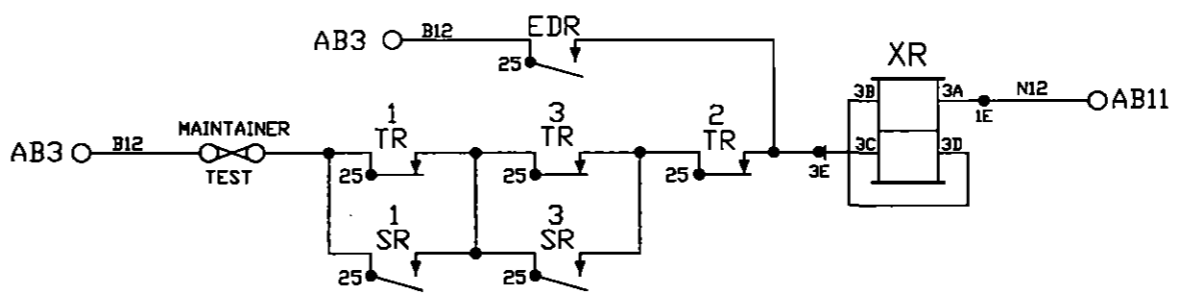 AB3 B12 EDR
25
XR
3B 3A N12 AB11
1E
3C 3D
3E
AB3 B12 MAINTAINER
TEST
1
TR
25
3
TR
25
2
TR
25
1
SR
25
3
SR
25